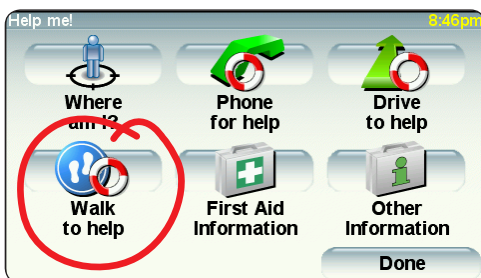 Help me!
8:46pm
Where
am I?
Phone
for help
Drive
to help
Walk
to help
First Aid
Information
Other
Information
Done